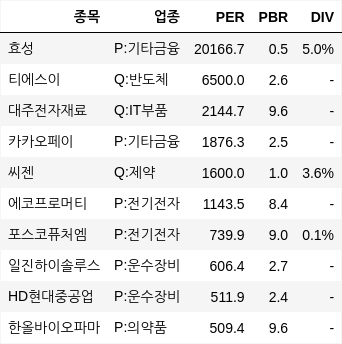 종목 업종 PER PBR DIV
효성 P:기타금융 20166.7 0.5 5.0%
티에스이 Q:반도체 6500.0 2.6 -
대주전자재료 Q:IT부품 2144.7 9.6 -
카카오페이 P:기타금융 1876.3 2.5 -
씨젠 Q:제약 1600.0 1.0 3.6%
에코프로머티 P:전기전자 1143.5 8.4 -
포스코퓨처엠 P:전기전자 739.9 9.0 0.1%
일진하이솔루스 P:운수장비 606.4 2.7 -
HD현대중공업 P:운수장비 511.9 2.4 -
한올바이오파마 P:의약품 509.4 9.6 -